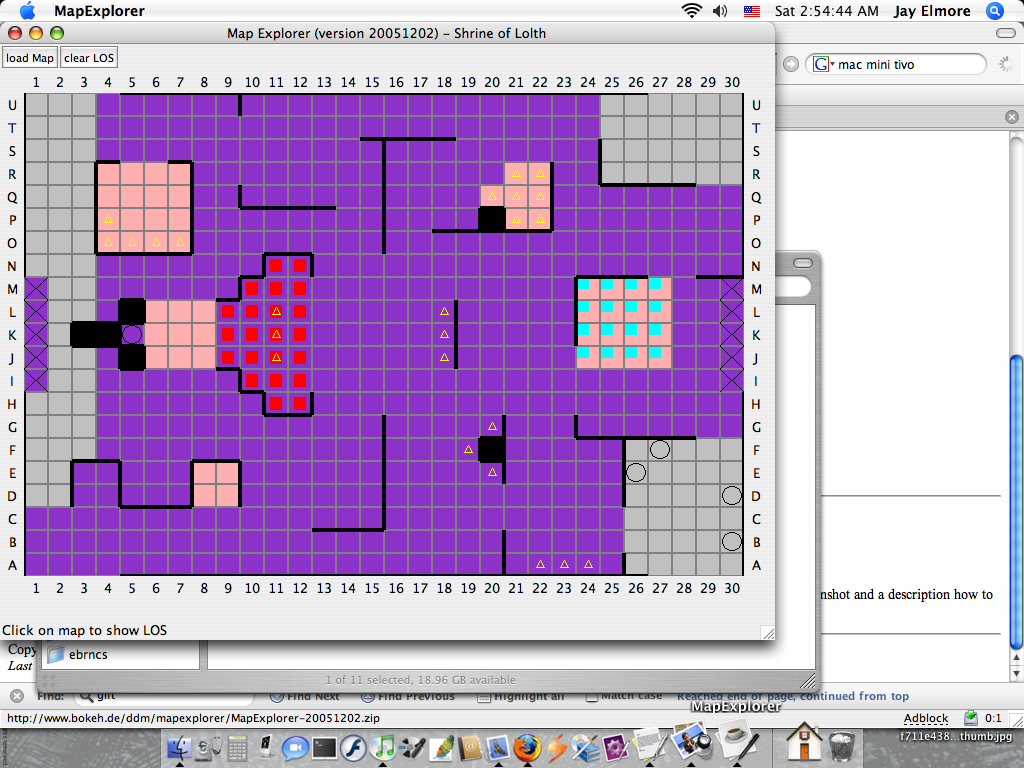 MapExplorer Sat 2:54:44 AM Jay Elmore
Map Explorer (version 20051202) – Shrine of Lolth
load Map clear LOS
G mac mini tivo
1 2 3 4 5 6 7 8 9 10 11 12 13 14 15 16 17 18 19 20 21 22 23 24 25 26 27 28 29 30
U U
T T
S S
R R
Q Q
P P
O O
N N
M M
L L
K K
J J
I I
H H
G G
F F
E E
D D
C C
B B
A A
1 2 3 4 5 6 7 8 9 10 11 12 13 14 15 16 17 18 19 20 21 22 23 24 25 26 27 28 29 30
nshot and a description how to
Click on map to show LOS
Copy
Last
ebrncs
1 of 11 selected, 18.96 GB available
Find: gift Find Next Find Previous Highlight all Match case Reached end of page, continued from top
MapExplorer
http://www.bokeh.de/ddm/mapexplorer/MapExplorer-20051202.zip Adblock 0:1
f711e438...thumb.jpg